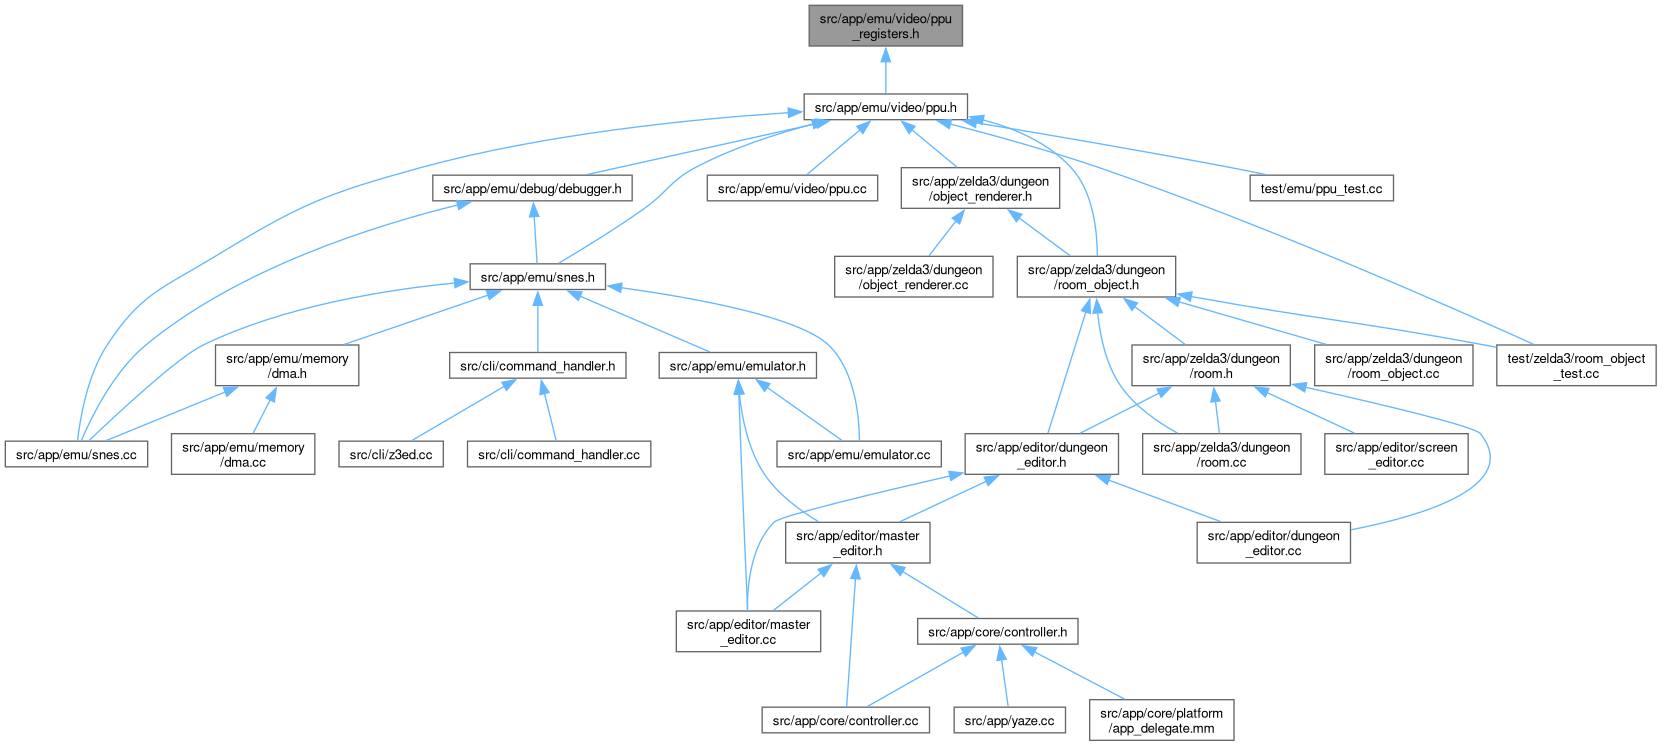 src/app/emu/video/ppu
_registers.h
src/app/emu/video/ppu.h
src/app/emu/debug/debugger.h
src/app/emu/video/ppu.cc
src/app/zelda3/dungeon
/object_renderer.h
test/emu/ppu_test.cc
src/app/emu/snes.h
src/app/zelda3/dungeon
/object_renderer.cc
src/app/zelda3/dungeon
/room_object.h
src/app/emu/memory
/dma.h
src/cli/command_handler.h
src/app/emu/emulator.h
src/app/zelda3/dungeon
/room.h
src/app/zelda3/dungeon
/room_object.cc
test/zelda3/room_object
_test.cc
src/app/emu/snes.cc
src/app/emu/memory
/dma.cc
src/cli/z3ed.cc
src/cli/command_handler.cc
src/app/emu/emulator.cc
src/app/editor/dungeon
_editor.h
src/app/zelda3/dungeon
/room.cc
src/app/editor/screen
_editor.cc
src/app/editor/master
_editor.h
src/app/editor/dungeon
_editor.cc
src/app/editor/master
_editor.cc
src/app/core/controller.h
src/app/core/controller.cc
src/app/yaze.cc
src/app/core/platform
/app_delegate.mm